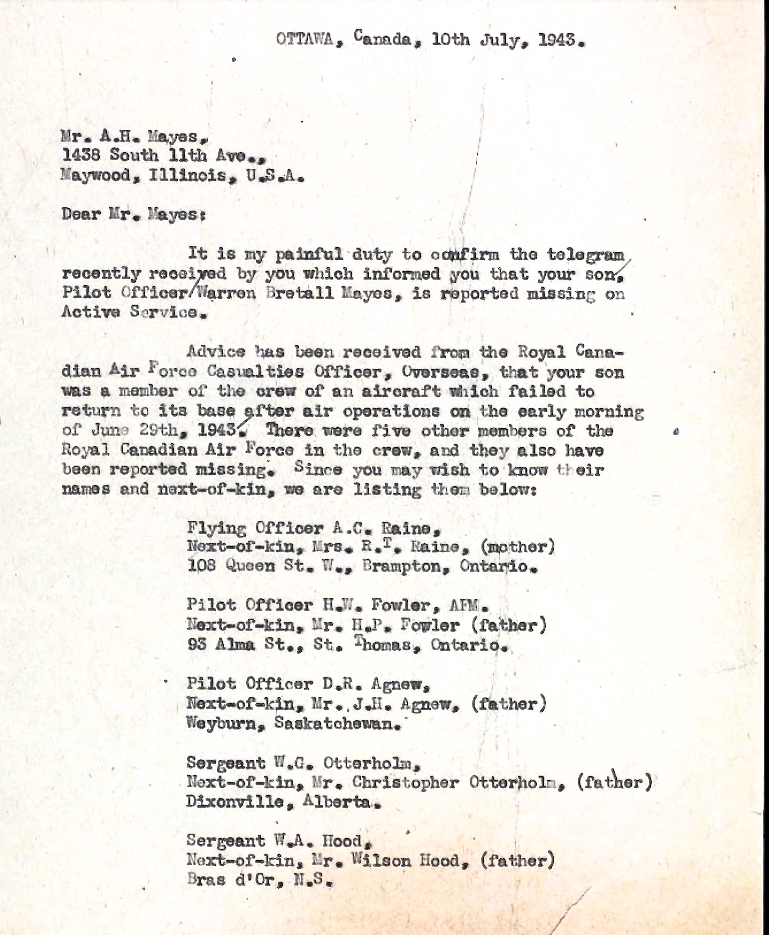 OTTAWA, Canada, 10th July, 1943.
Mr. A.H. Mayes,
1438 South 11th Ave.,
Maywood, Illinois, U.S.A.
Dear Mr. Mayes:
It is my painful duty to confirm the telegram
recently received by you which informed you that your son,
Pilot Officer/Warren Bretall Mayes, is reported missing on
Active Service.
Advice has been received from the Royal Cana-
dian Air Force Casualties Officer, Overseas, that your son
was a member of the crew of an aircraft which failed to
return to its base after air operations on the early morning
of June 29th, 1943. There were five other members of the
Royal Canadian Air Force in the crew, and they also have
been reported missing. Since you may wish to know their
names and next-of-kin, we are listing them below:
Flying Officer A.C. Raine,
Next-of-kin, Mrs. R.T. Raine, (mother)
108 Queen St. W., Brampton, Ontario.
Pilot Officer H.W. Fowler, AFM.
Next-of-kin, Mr. H.P. Fowler (father)
93 Alma St., St. Thomas, Ontario.
Pilot Officer D.R. Agnew,
Next-of-kin, Mr. J.H. Agnew, (father)
Weyburn, Saskatchewan.
Sergeant W.G. Otterholm,
Next-of-kin, Mr. Christopher Otterholm, (father)
Dixonville, Alberta.
Sergeant W.A. Hood,
Next-of-kin, Mr. Wilson Hood, (father)
Bras d'Or, N.S.